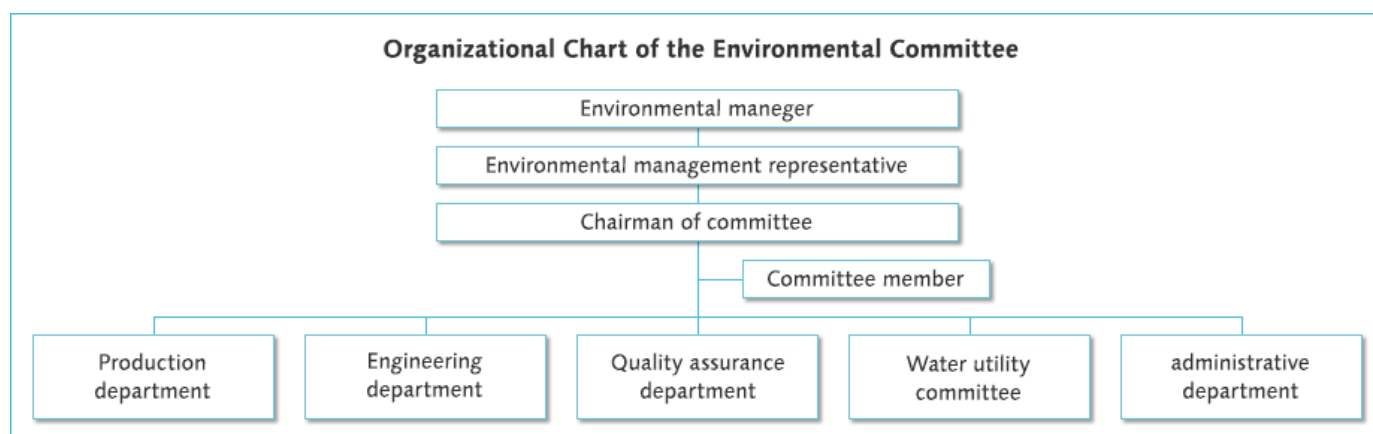 Organizational Chart of the Environmental Committee
Environmental maneger
Environmental management representative
Chairman of committee
Committee member
Production
department
Engineering
department
Quality assurance
department
Water utility
committee
administrative
department